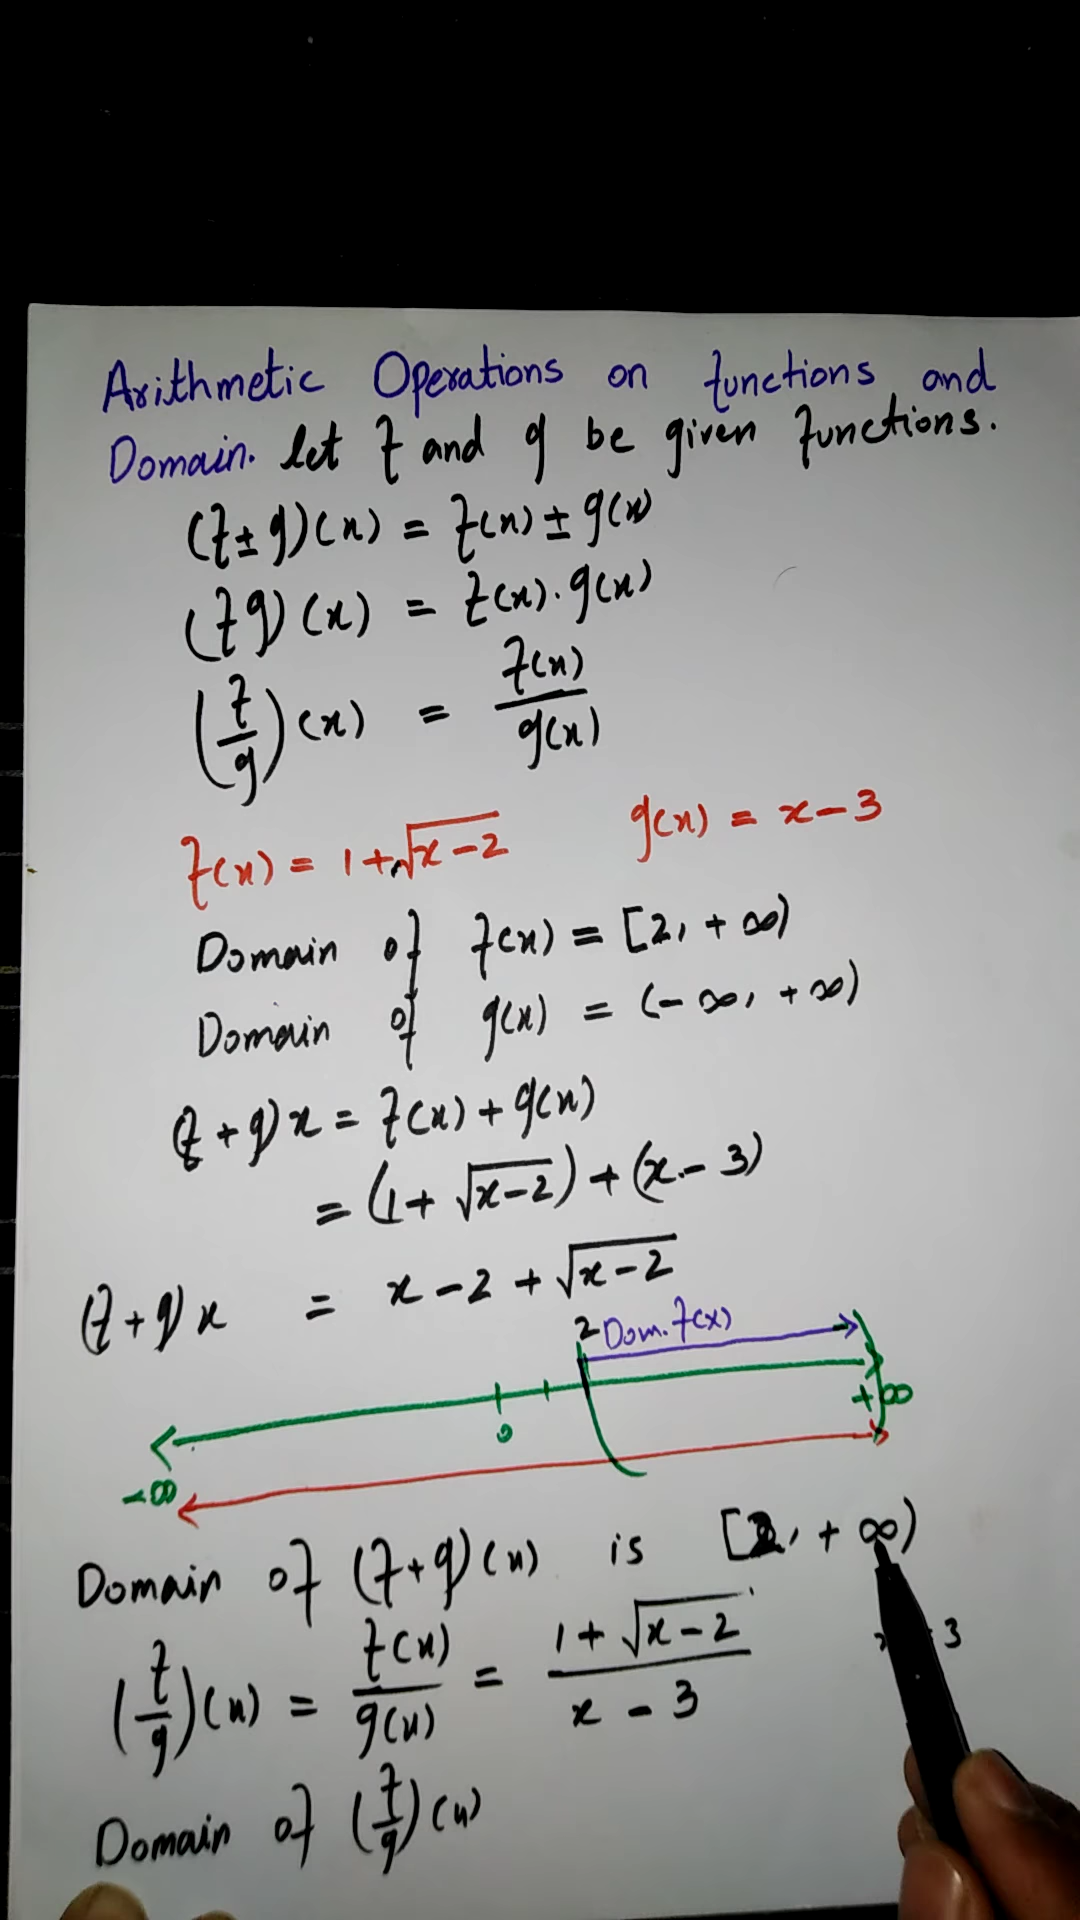 Arithmetic Operations on functions and
Domain. let f and g be given functions.
(f±g)(x) = f(x) ± g(x)
(fg)(x) = f(x).g(x)
(f/g)(x) = f(x)/g(x)
f(x) = 1+√(x-2) g(x) = x-3
Domain of f(x) = [2, +∞)
Domain of g(x) = (-∞, +∞)
(f+g)x = f(x)+g(x)
= (1+ √(x-2)) + (x-3)
(f+g)x = x-2+√(x-2)
2 Dom. f(x)
0 +∞
-∞
Domain of (f+g)(x) is [2, +∞)
(f/g)(x) = f(x)/g(x) = (1+√(x-2))/(x-3) 3
Domain of (f/g)(x)